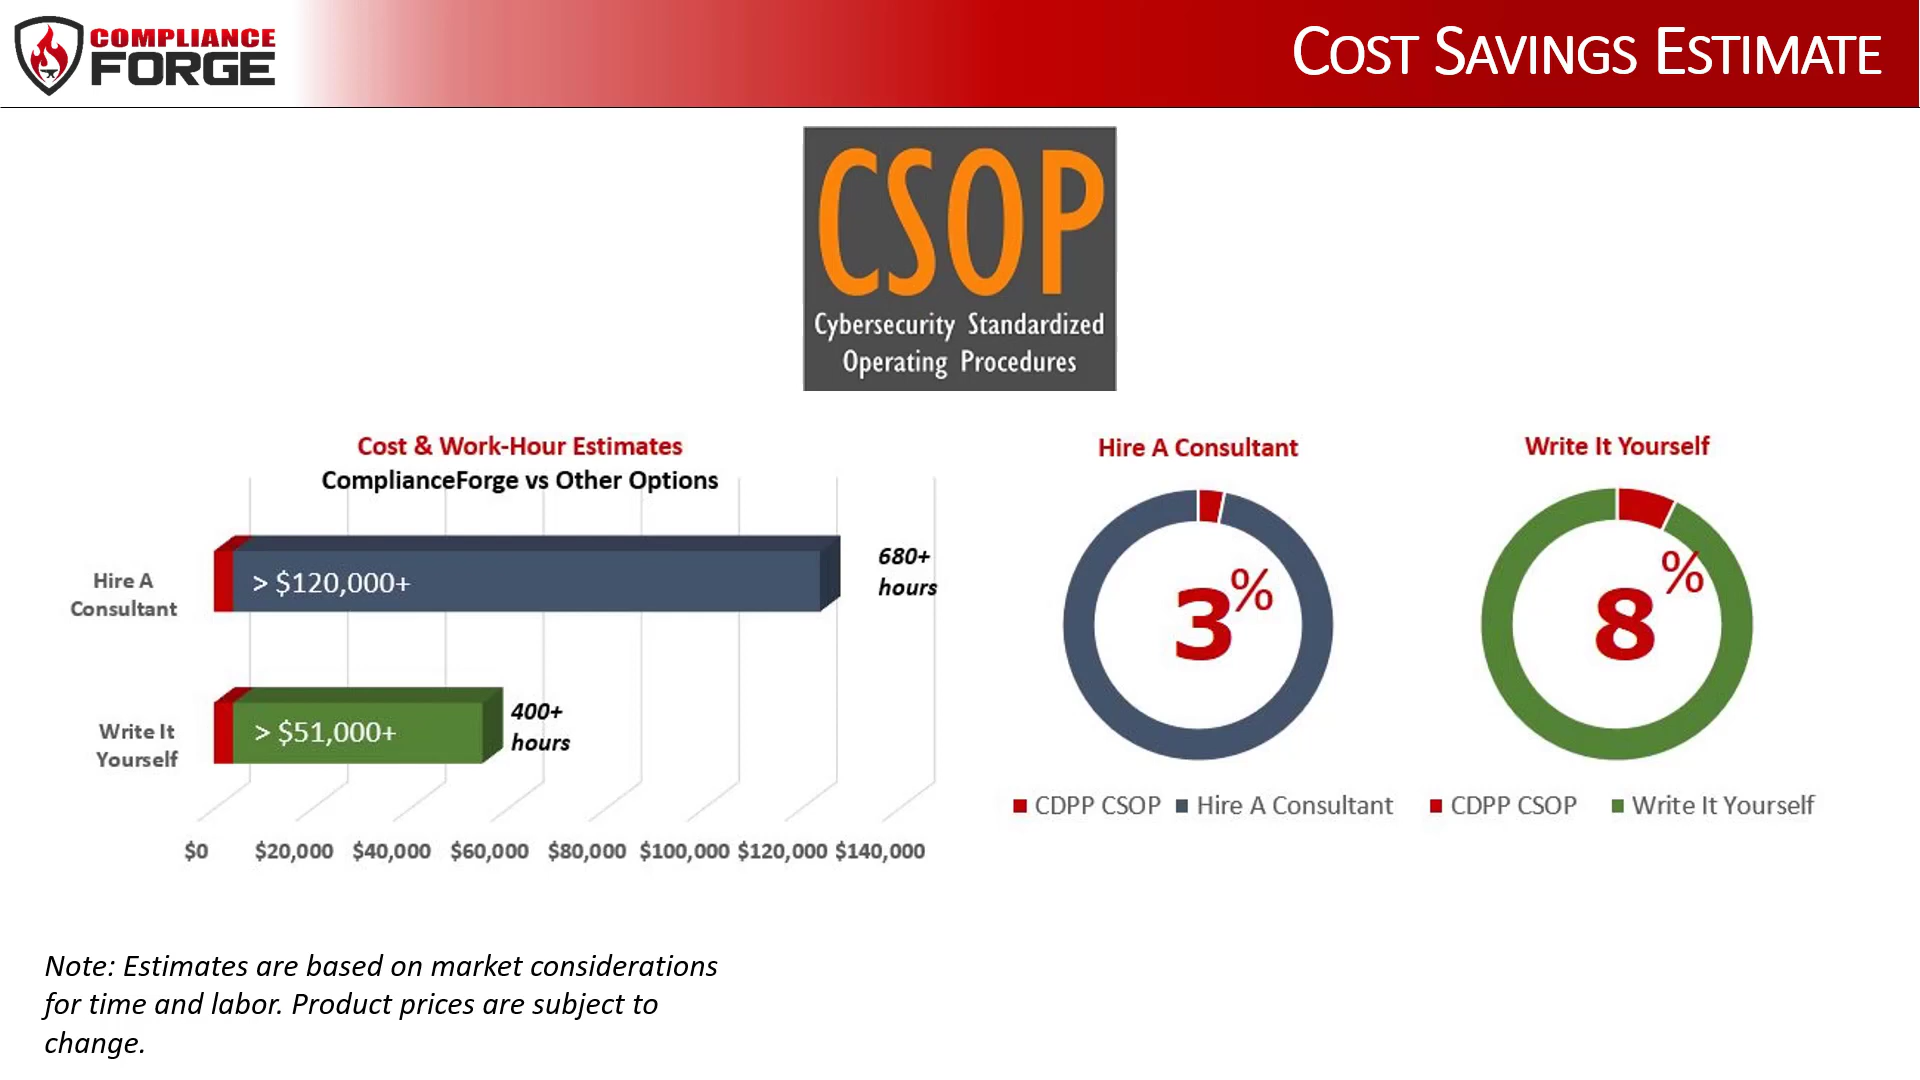 COMPLIANCE
FORGE
COST SAVINGS ESTIMATE
CSOP
Cybersecurity Standardized
Operating Procedures
Cost & Work-Hour Estimates
ComplianceForge vs Other Options
Hire A
Consultant
> $120,000+
680+
hours
Write It
Yourself
> $51,000+
400+
hours
$0 $20,000 $40,000 $60,000 $80,000 $100,000 $120,000 $140,000
Hire A Consultant
3%
CDPP CSOP Hire A Consultant
Write It Yourself
8%
CDPP CSOP Write It Yourself
Note: Estimates are based on market considerations
for time and labor. Product prices are subject to
change.